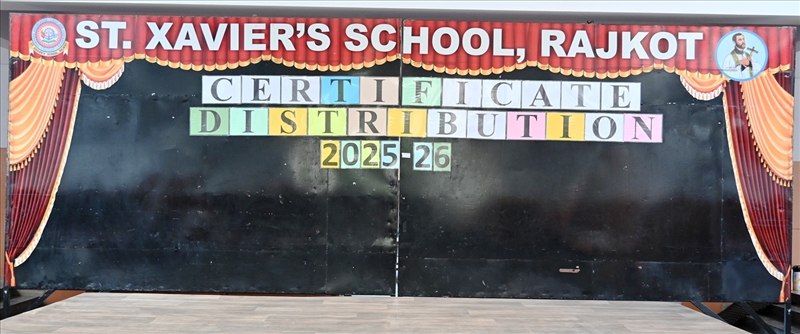 ST. XAVIER'S SCHOOL, RAJKOT
CERTIFICATE
DISTRIBUTION
2025-26